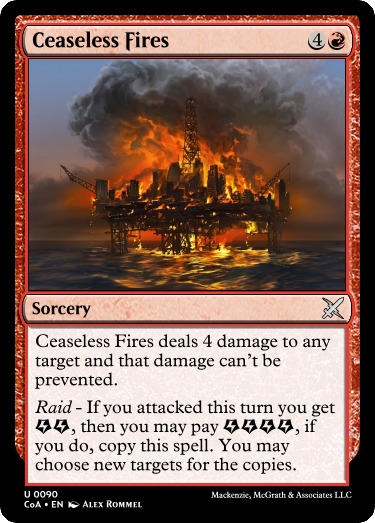 Ceaseless Fires 4
Sorcery
Ceaseless Fires deals 4 damage to any
target and that damage can't be
prevented.
Raid - If you attacked this turn you get
, then you may pay , if
you do, copy this spell. You may
choose new targets for the copies.
U 0090
CoA • EN Alex Rommel
Mackenzie, McGrath & Associates LLC